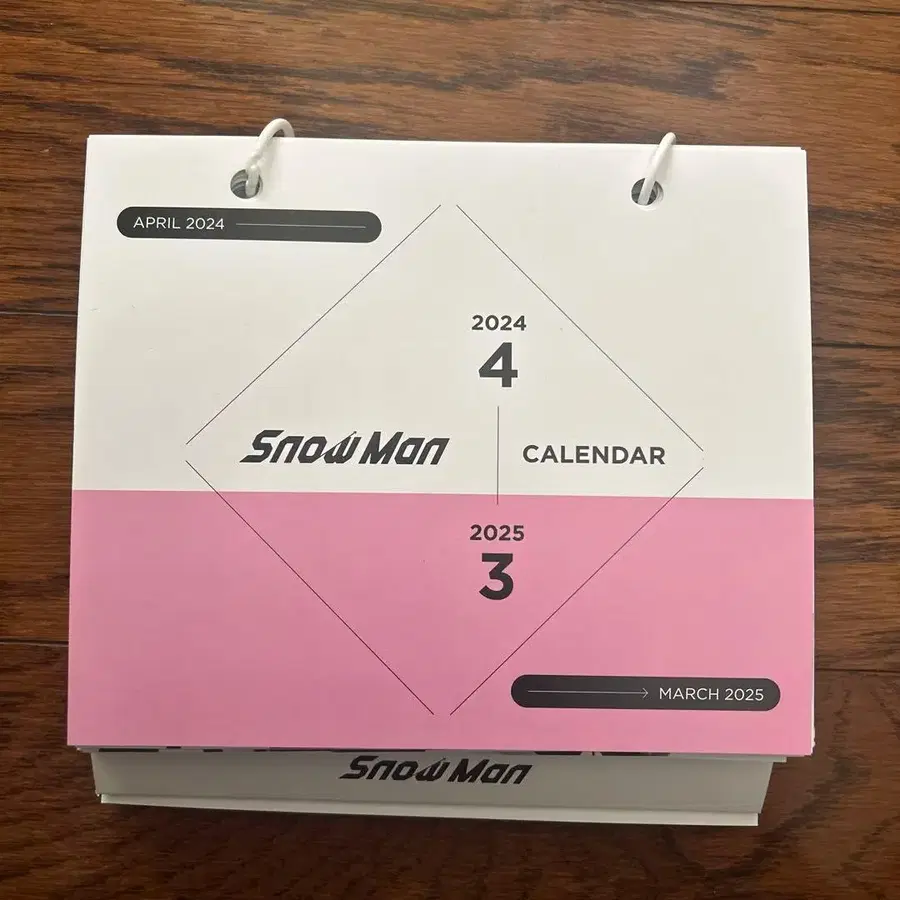 APRIL 2024
2024
4
Snow Man
CALENDAR
2025
3
MARCH 2025
Snow Man